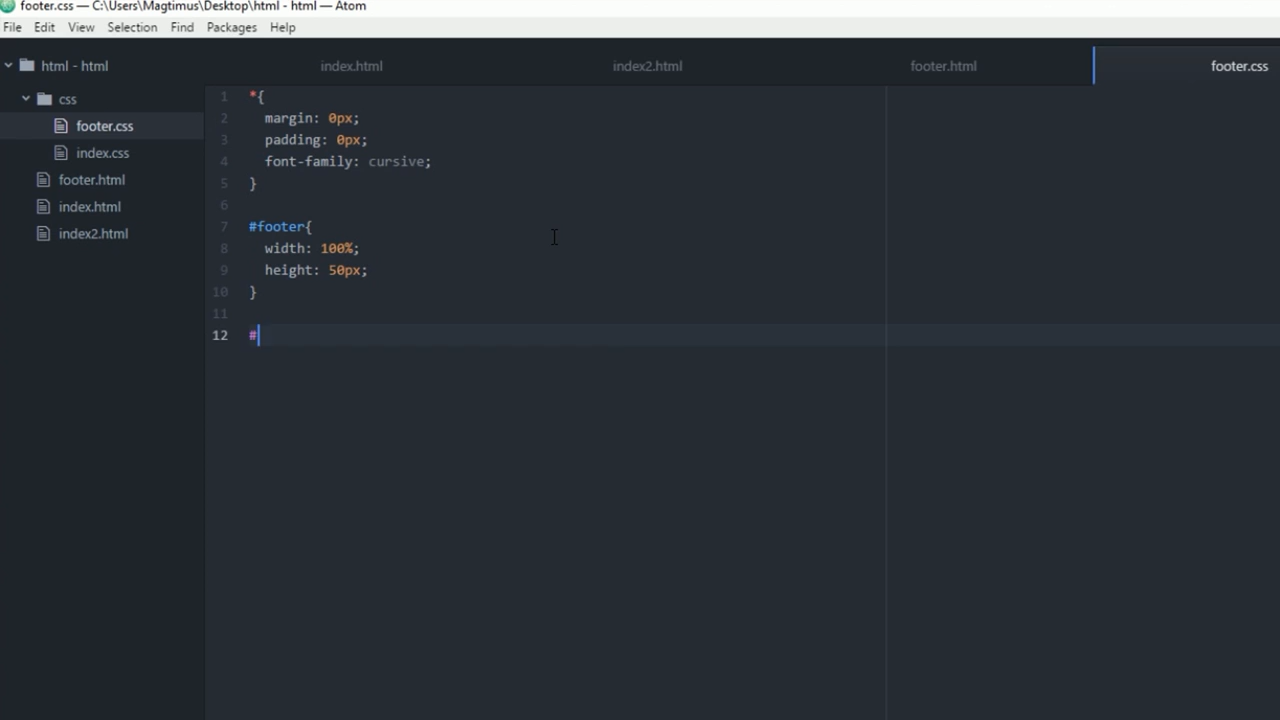 footer.css — C:\Users\Magtimus\Desktop\html - html — Atom
File Edit View Selection Find Packages Help
html - html
css
footer.css
index.css
footer.html
index.html
index2.html
index.html index2.html footer.html footer.css
1 *{
2 margin: 0px;
3 padding: 0px;
4 font-family: cursive;
5 }
6
7 #footer{
8 width: 100%;
9 height: 50px;
10 }
11
12 #